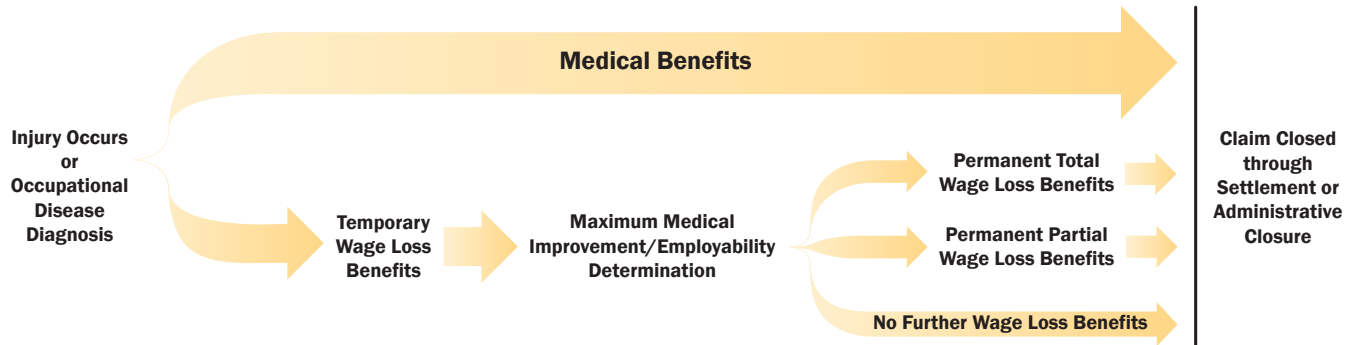 Medical Benefits
Injury Occurs
or
Occupational
Disease
Diagnosis
Temporary
Wage Loss
Benefits
Maximum Medical
Improvement/Employability
Determination
Permanent Total
Wage Loss Benefits
Permanent Partial
Wage Loss Benefits
No Further Wage Loss Benefits
Claim Closed
through
Settlement or
Administrative
Closure